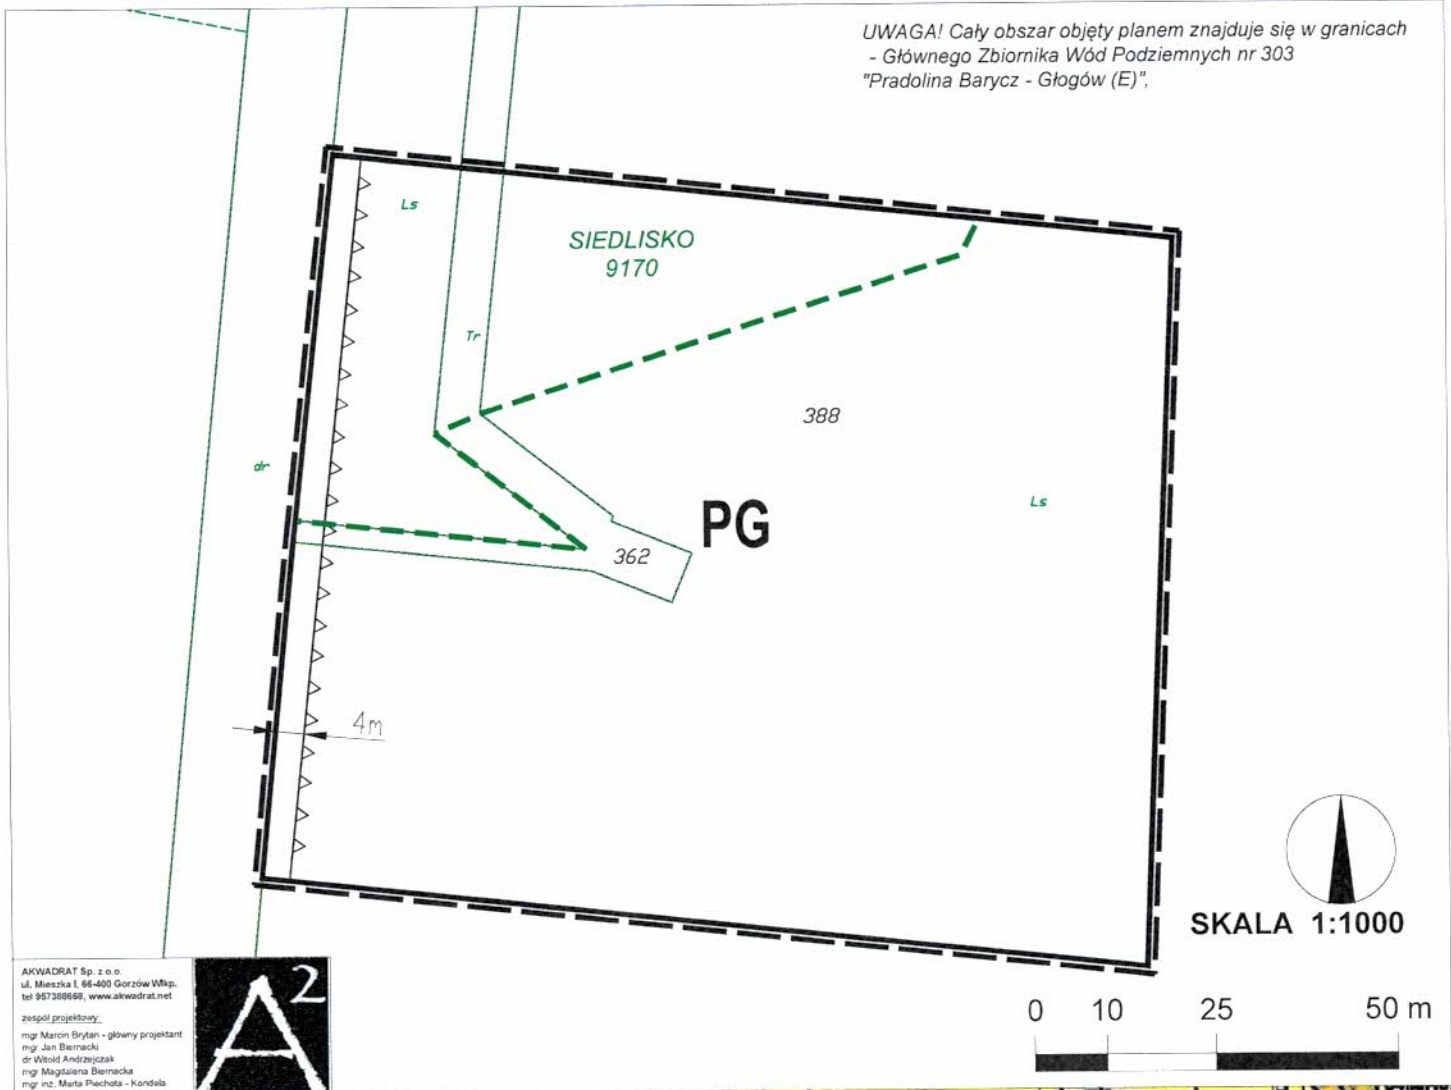 UWAGA! Cały obszar objęty planem znajduje się w granicach
- Głównego Zbiornika Wód Podziemnych nr 303
"Pradolina Barycz - Głogów (E)",
Ls
SIEDLISKO
9170
Tr
388
dr
Ls
PG
362
4m
SKALA 1:1000
0 10 25 50 m
AKWADRAT Sp. z o.o.
ul. Mieszka I, 66-400 Gorzów Wlkp.
tel 957388668, www.akwadrat.net
zespół projektowy:
mgr Marcin Brytan - główny projektant
mgr Jan Biernacki
dr Witold Andrzejczak
mgr Magdalena Biernacka
mgr inż. Marta Piechota - Kendela
A2